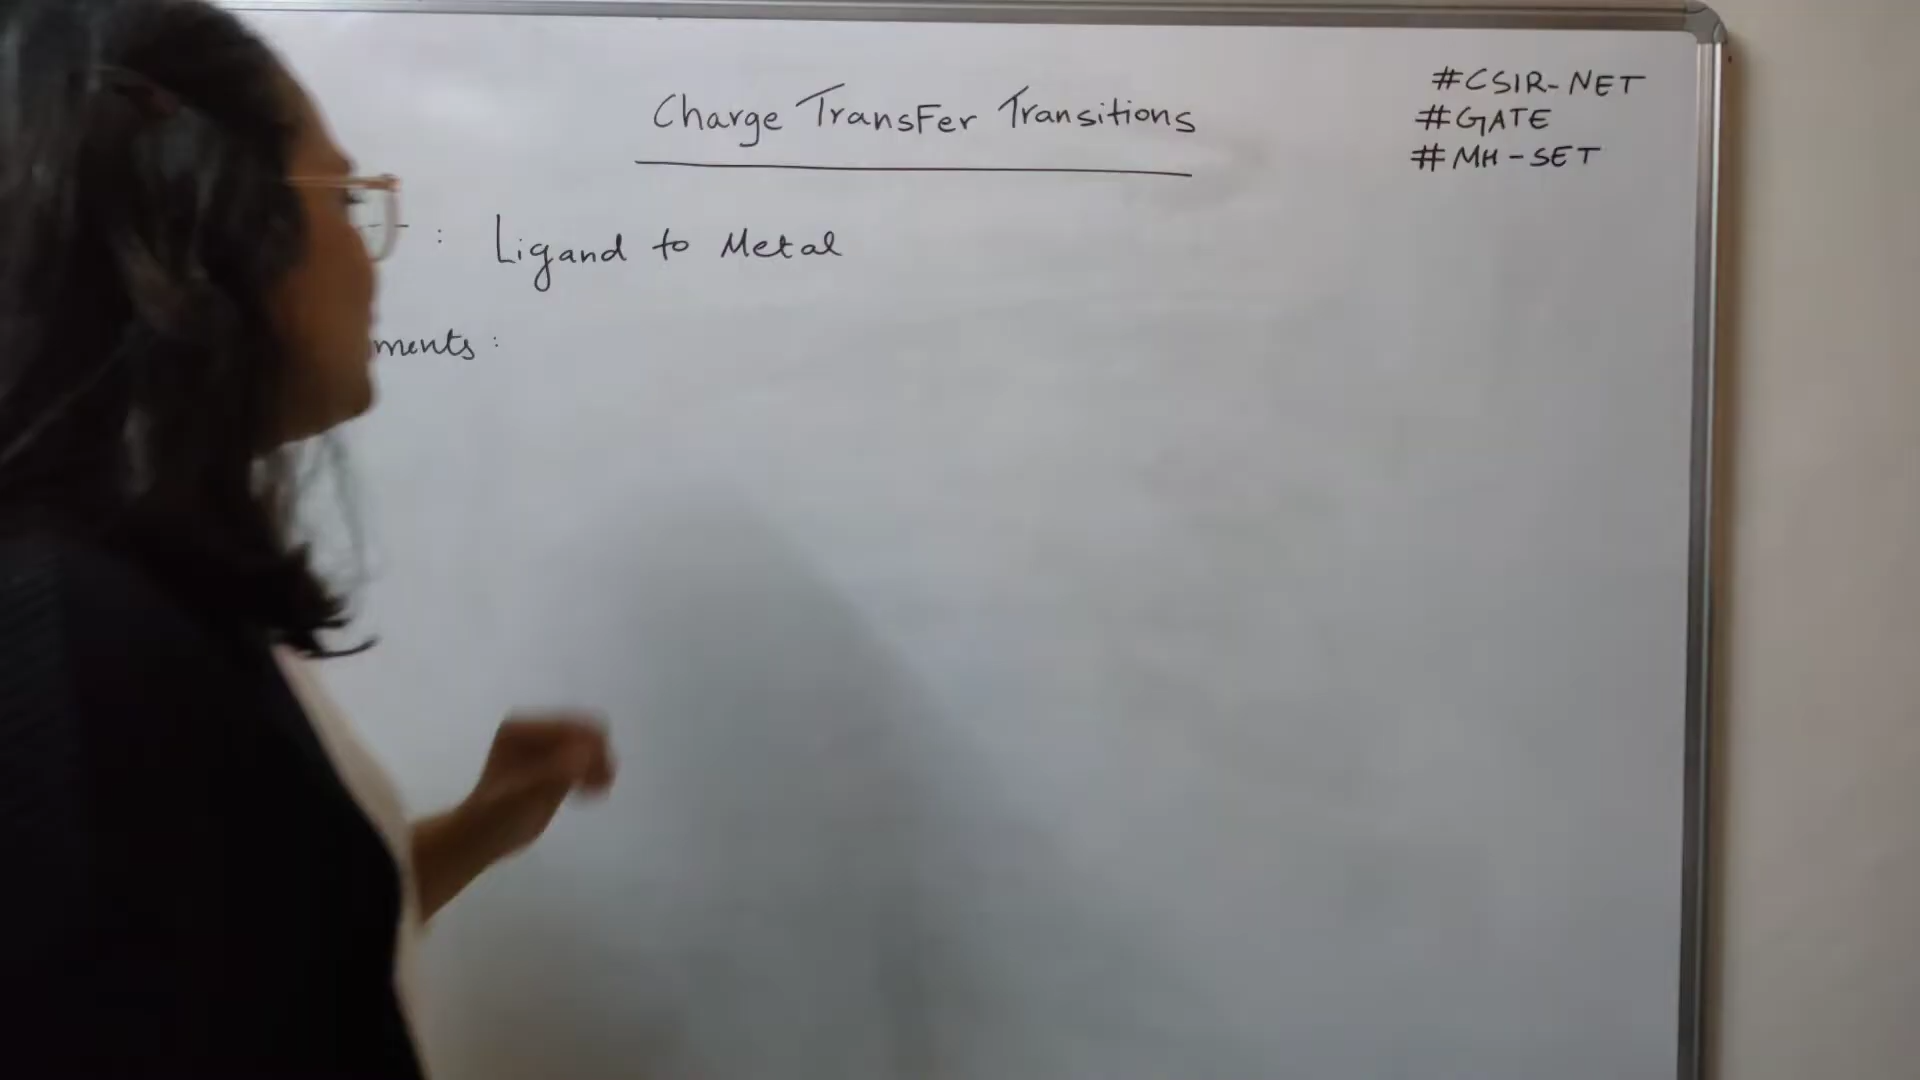 Charge Transfer Transitions
#CSIR-NET
#GATE
#MH-SET
: Ligand to Metal
ments :